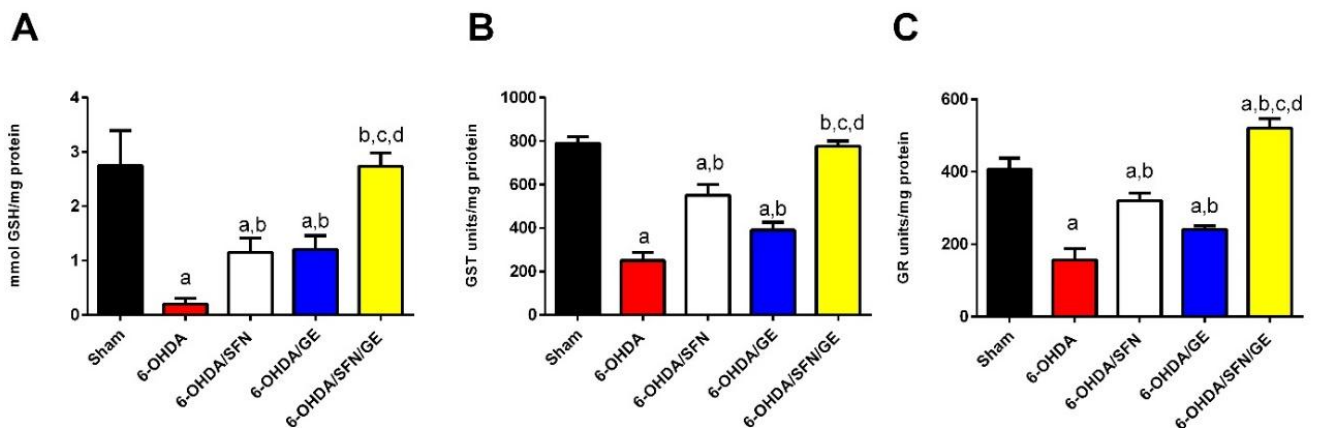 A
mmol GSH/mg protein
4
3
2
1
0
a
a,b
a,b
b,c,d
Sham
6-OHDA
6-OHDA/SFN
6-OHDA/GE
6-OHDA/SFN/GE
B
GST units/mg protein
1000
800
600
400
200
0
a
a,b
a,b
b,c,d
Sham
6-OHDA
6-OHDA/SFN
6-OHDA/GE
6-OHDA/SFN/GE
C
GR units/mg protein
600
400
200
0
a
a,b
a,b
a,b,c,d
Sham
6-OHDA
6-OHDA/SFN
6-OHDA/GE
6-OHDA/SFN/GE